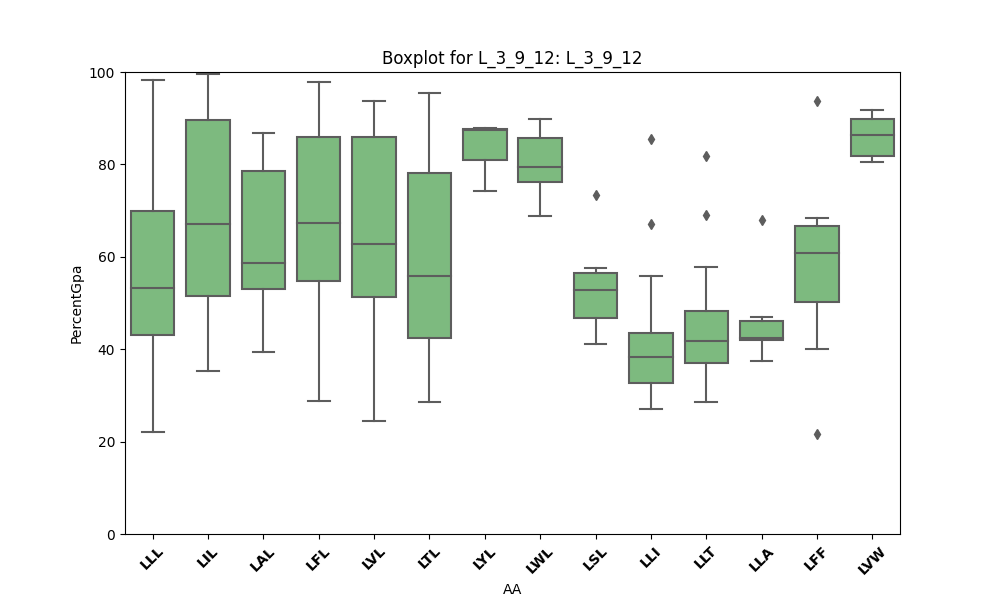 Boxplot for L_3_9_12: L_3_9_12
100
80
60
40
20
0
PercentGpa
LLL LIL LAL LFL LVL LTL LYL LWL LSL LLI LLT LLA LFF LVW
AA